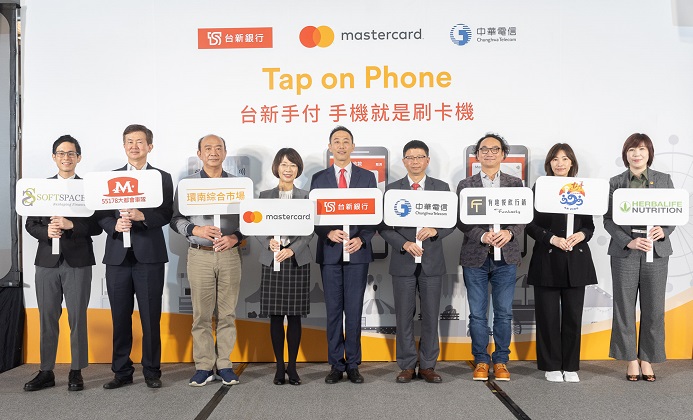 台新銀行
mastercard
中華電信
Chunghwa Telecom
Tap on Phone
台新手付 手機就是刷卡機
SOFTSPACE
M
55178大都會車隊
環南綜合市場
mastercard
台新銀行
中華電信
Chunghwa Telecom
HERBALIFE
NUTRITION